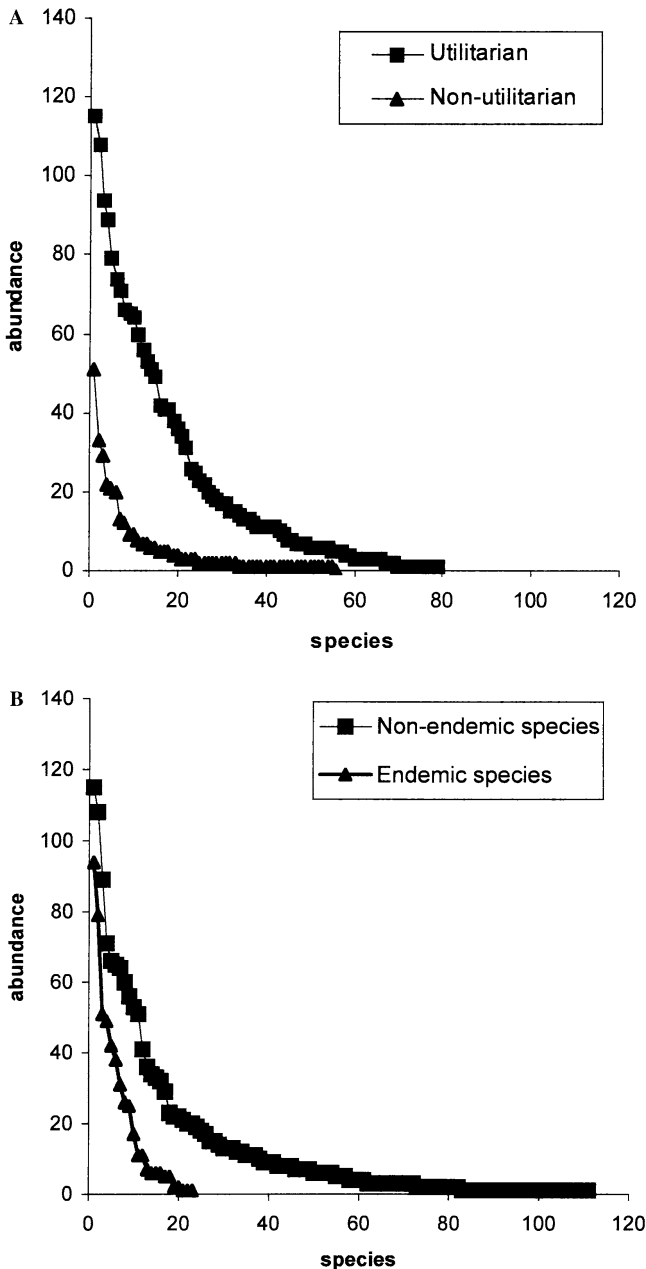 A
140
120
100
80
60
40
20
0
abundance
Utilitarian
Non-utilitarian
0 20 40 60 80 100 120
species
B
140
120
100
80
60
40
20
0
abundance
Non-endemic species
Endemic species
0 20 40 60 80 100 120
species